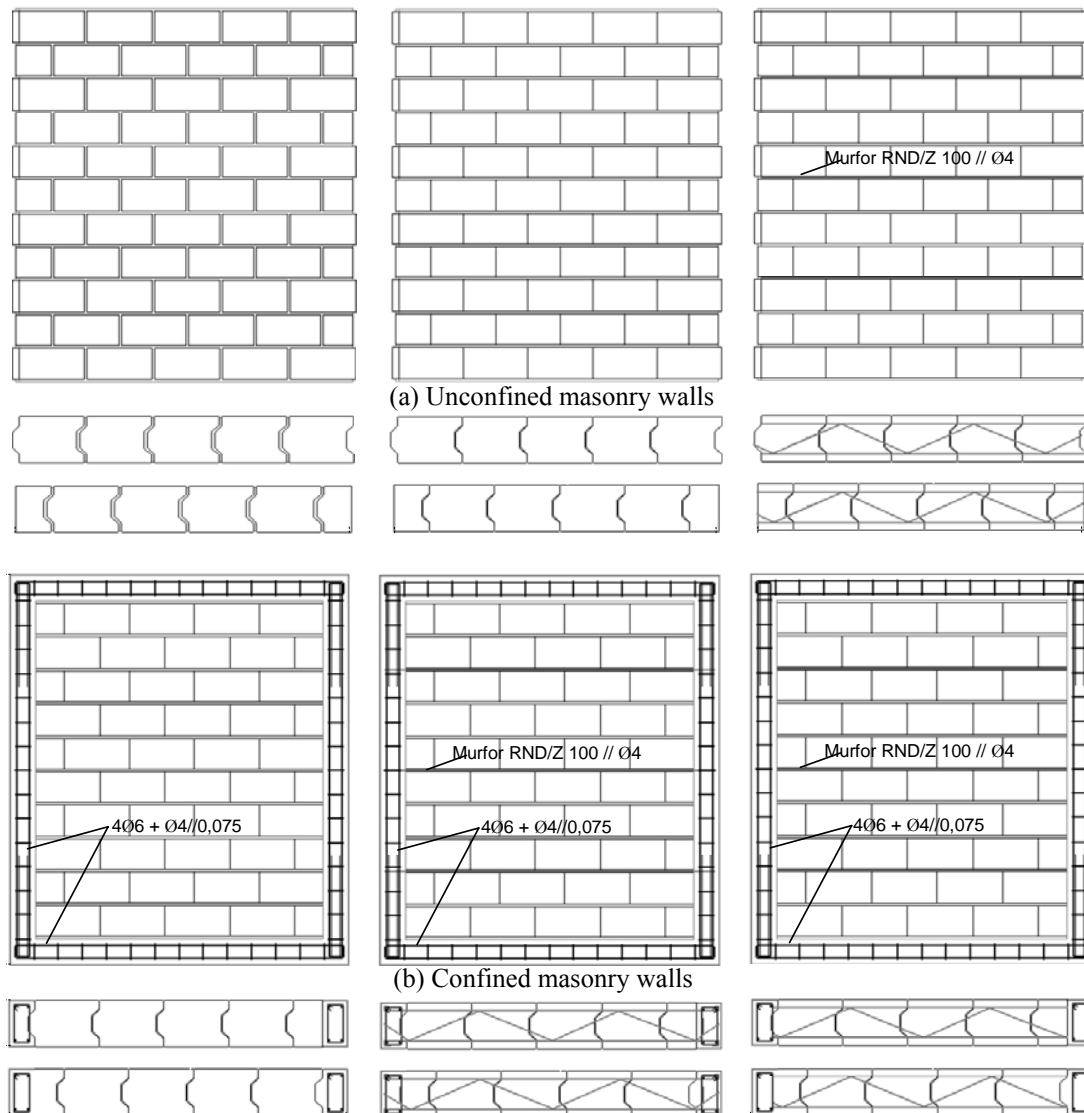 Murfor RND/Z 100 // Ø4
(a) Unconfined masonry walls
Murfor RND/Z 100 // Ø4
Murfor RND/Z 100 // Ø4
4Ø6 + Ø4//0,075
4Ø6 + Ø4//0,075
4Ø6 + Ø4//0,075
(b) Confined masonry walls